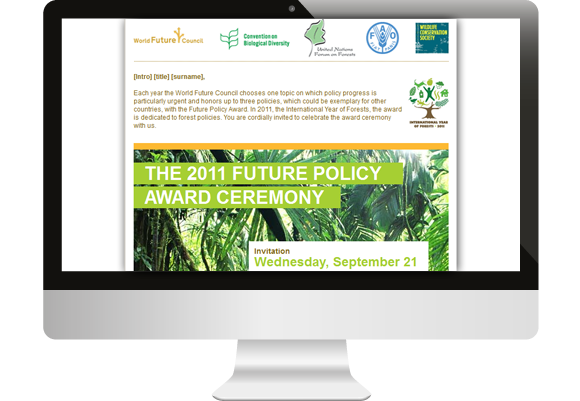 World Future Council
Convention on
Biological Diversity
United Nations
Forum on Forests
FAO
FIAT PANIS
WILDLIFE
CONSERVATION
SOCIETY
[Intro] [title] [surname],
Each year the World Future Council chooses one topic on which policy progress is
particularly urgent and honors up to three policies, which could be exemplary for other
countries, with the Future Policy Award. In 2011, the International Year of Forests, the award
is dedicated to forest policies. You are cordially invited to celebrate the award ceremony
with us.
INTERNATIONAL YEAR
OF FORESTS • 2011
THE 2011 FUTURE POLICY
AWARD CEREMONY
Invitation
Wednesday, September 21